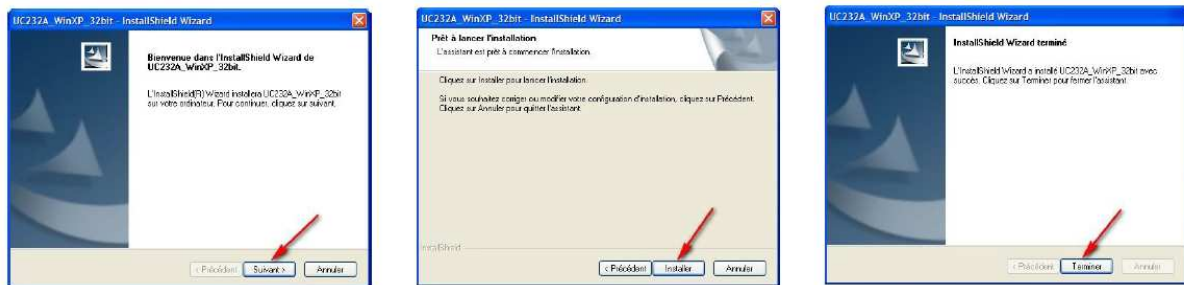 UC232A_WinXP_32bit - InstallShield Wizard
Bienvenue dans l'InstallShield Wizard de
UC232A_WinXP_32bit.
L'InstallShield(R) Wizard installera UC232A_WinXP_32bit
sur votre ordinateur. Pour continuer, cliquez sur suivant.
< Précédent
Suivant >
Annuler
UC232A_WinXP_32bit - InstallShield Wizard
Prêt à lancer l'installation
L'assistant est prêt à commencer l'installation.
Cliquez sur Installer pour lancer l'installation.
Si vous souhaitez corriger ou modifier votre configuration d'installation, cliquez sur Précédent.
Cliquez sur Annuler pour quitter l'assistant.
InstallShield
< Précédent
Installer
Annuler
UC232A_WinXP_32bit - InstallShield Wizard
InstallShield Wizard terminé
L'InstallShield Wizard a installé UC232A_WinXP_32bit avec
succès. Cliquez sur Terminer pour fermer l'assistant.
< Précédent
Terminer
Annuler